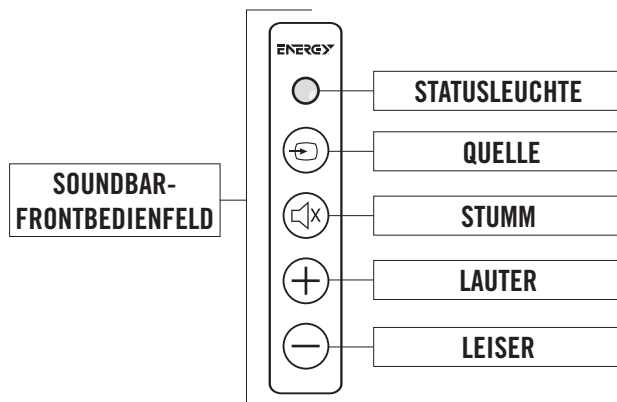 ENERGY
STATUSLEUCHTE
QUELLE
SOUNDBAR-
FRONTBEDIENFELD
STUMM
LAUTER
LEISER